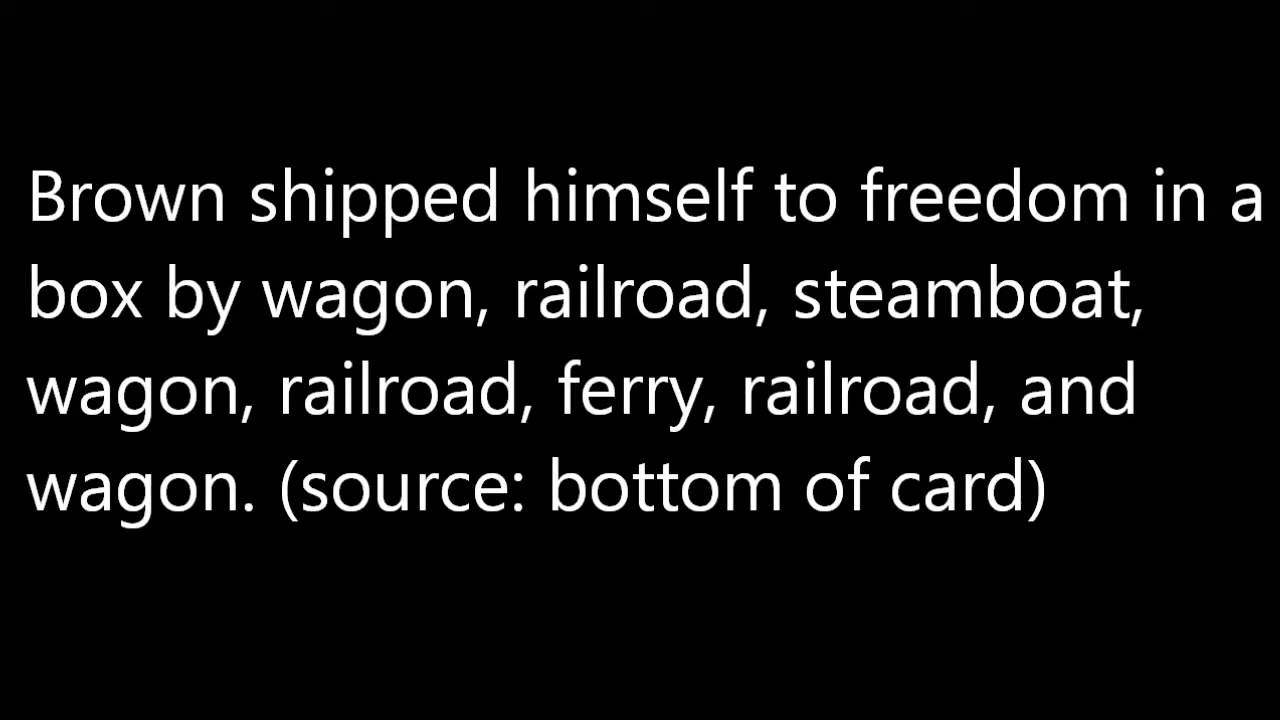 Brown shipped himself to freedom in a
box by wagon, railroad, steamboat,
wagon, railroad, ferry, railroad, and
wagon. (source: bottom of card)